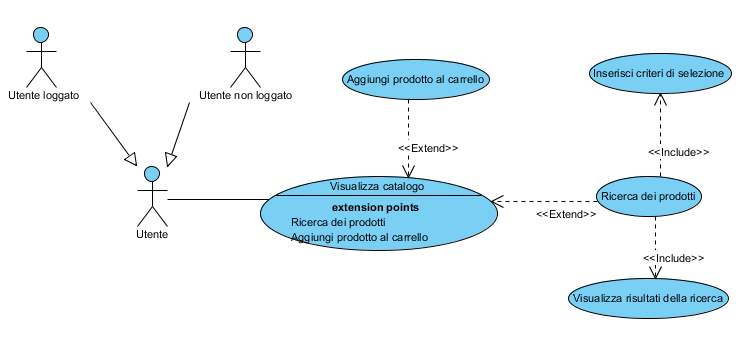 Utente loggato
Utente non loggato
Aggiungi prodotto al carrello
Inserisci criteri di selezione
<<Extend>>
<<Include>>
Visualizza catalogo
extension points
Ricerca dei prodotti
Aggiungi prodotto al carrello
Ricerca dei prodotti
<<Extend>>
Utente
<<Include>>
Visualizza risultati della ricerca